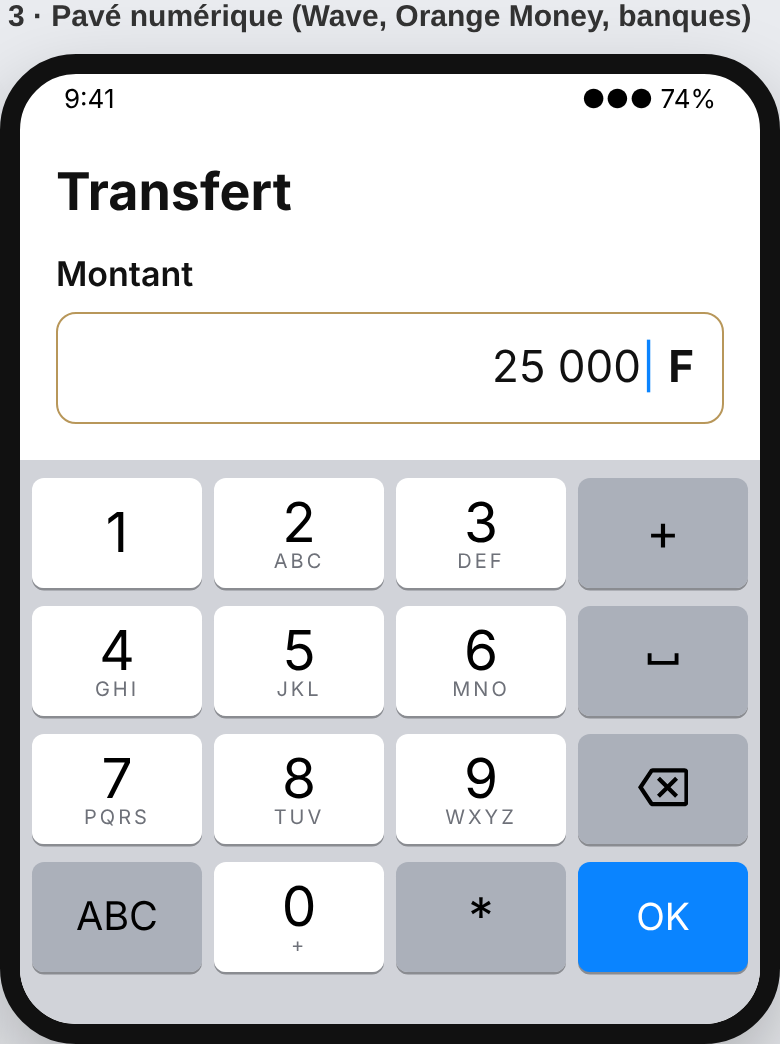 3 · Pavé numérique (Wave, Orange Money, banques)
9:41 ●●● 74%
Transfert
Montant
25 000 F
1 2 3 +
ABC DEF
4 5 6 ⎵
GHI JKL MNO
7 8 9
PQRS TUV WXYZ
ABC 0 * OK
+